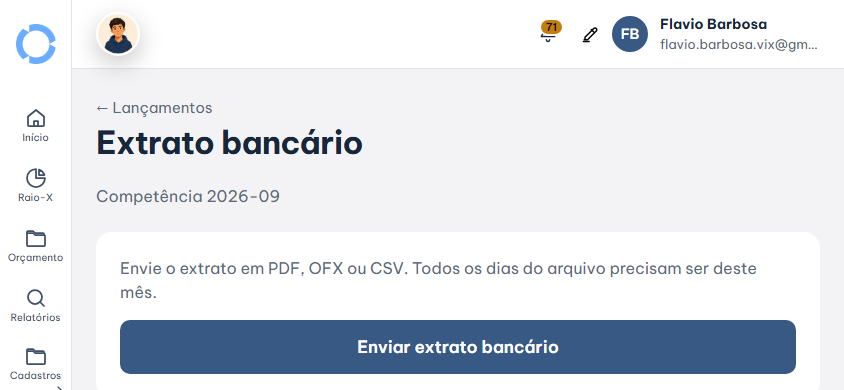 71
FB
Flavio Barbosa
flavio.barbosa.vix@gm...
Início
Raio-X
Orçamento
Relatórios
Cadastros
← Lançamentos
Extrato bancário
Competência 2026-09
Envie o extrato em PDF, OFX ou CSV. Todos os dias do arquivo precisam ser deste
mês.
Enviar extrato bancário